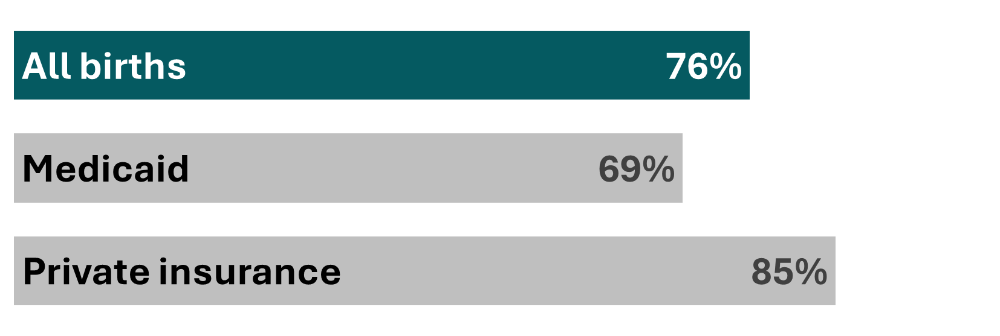 All births 76%
Medicaid 69%
Private insurance 85%